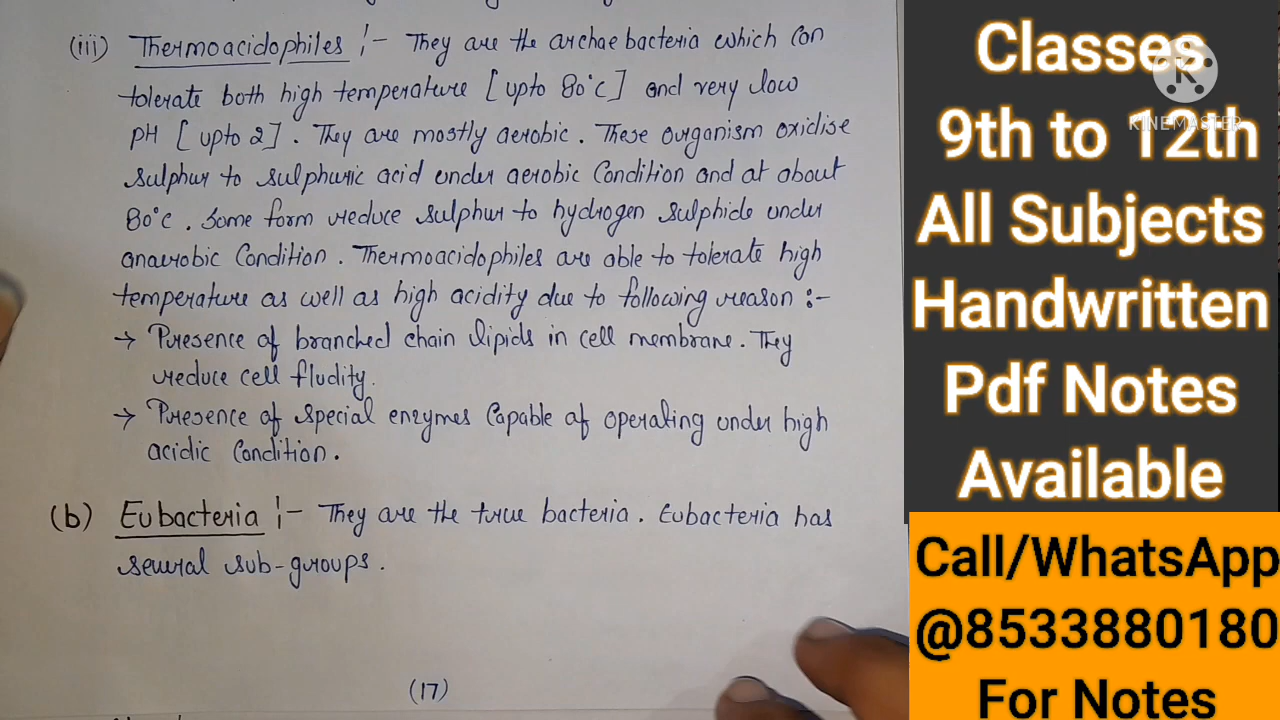 (iii) Thermoacidophiles :- They are the archaebacteria which can
tolerate both high temperature [upto 80°c] and very low
pH [upto 2]. They are mostly aerobic. These organism oxidise
sulphur to sulphuric acid under aerobic Condition and at about
80°c. Some form reduce sulphur to hydrogen sulphide under
anaerobic Condition. Thermoacidophiles are able to tolerate high
temperature as well as high acidity due to following reason :-
→ Presence of branched chain lipids in cell membrane. They
reduce cell fludity.
→ Presence of special enzymes Capable of operating under high
acidic Condition.
(b) Eubacteria :- They are the true bacteria. Eubacteria has
several sub-groups.
(17)
Classes
9th to 12th
All Subjects
Handwritten
Pdf Notes
Available
Call/WhatsApp
@8533880180
For Notes
K
KINEMASTER